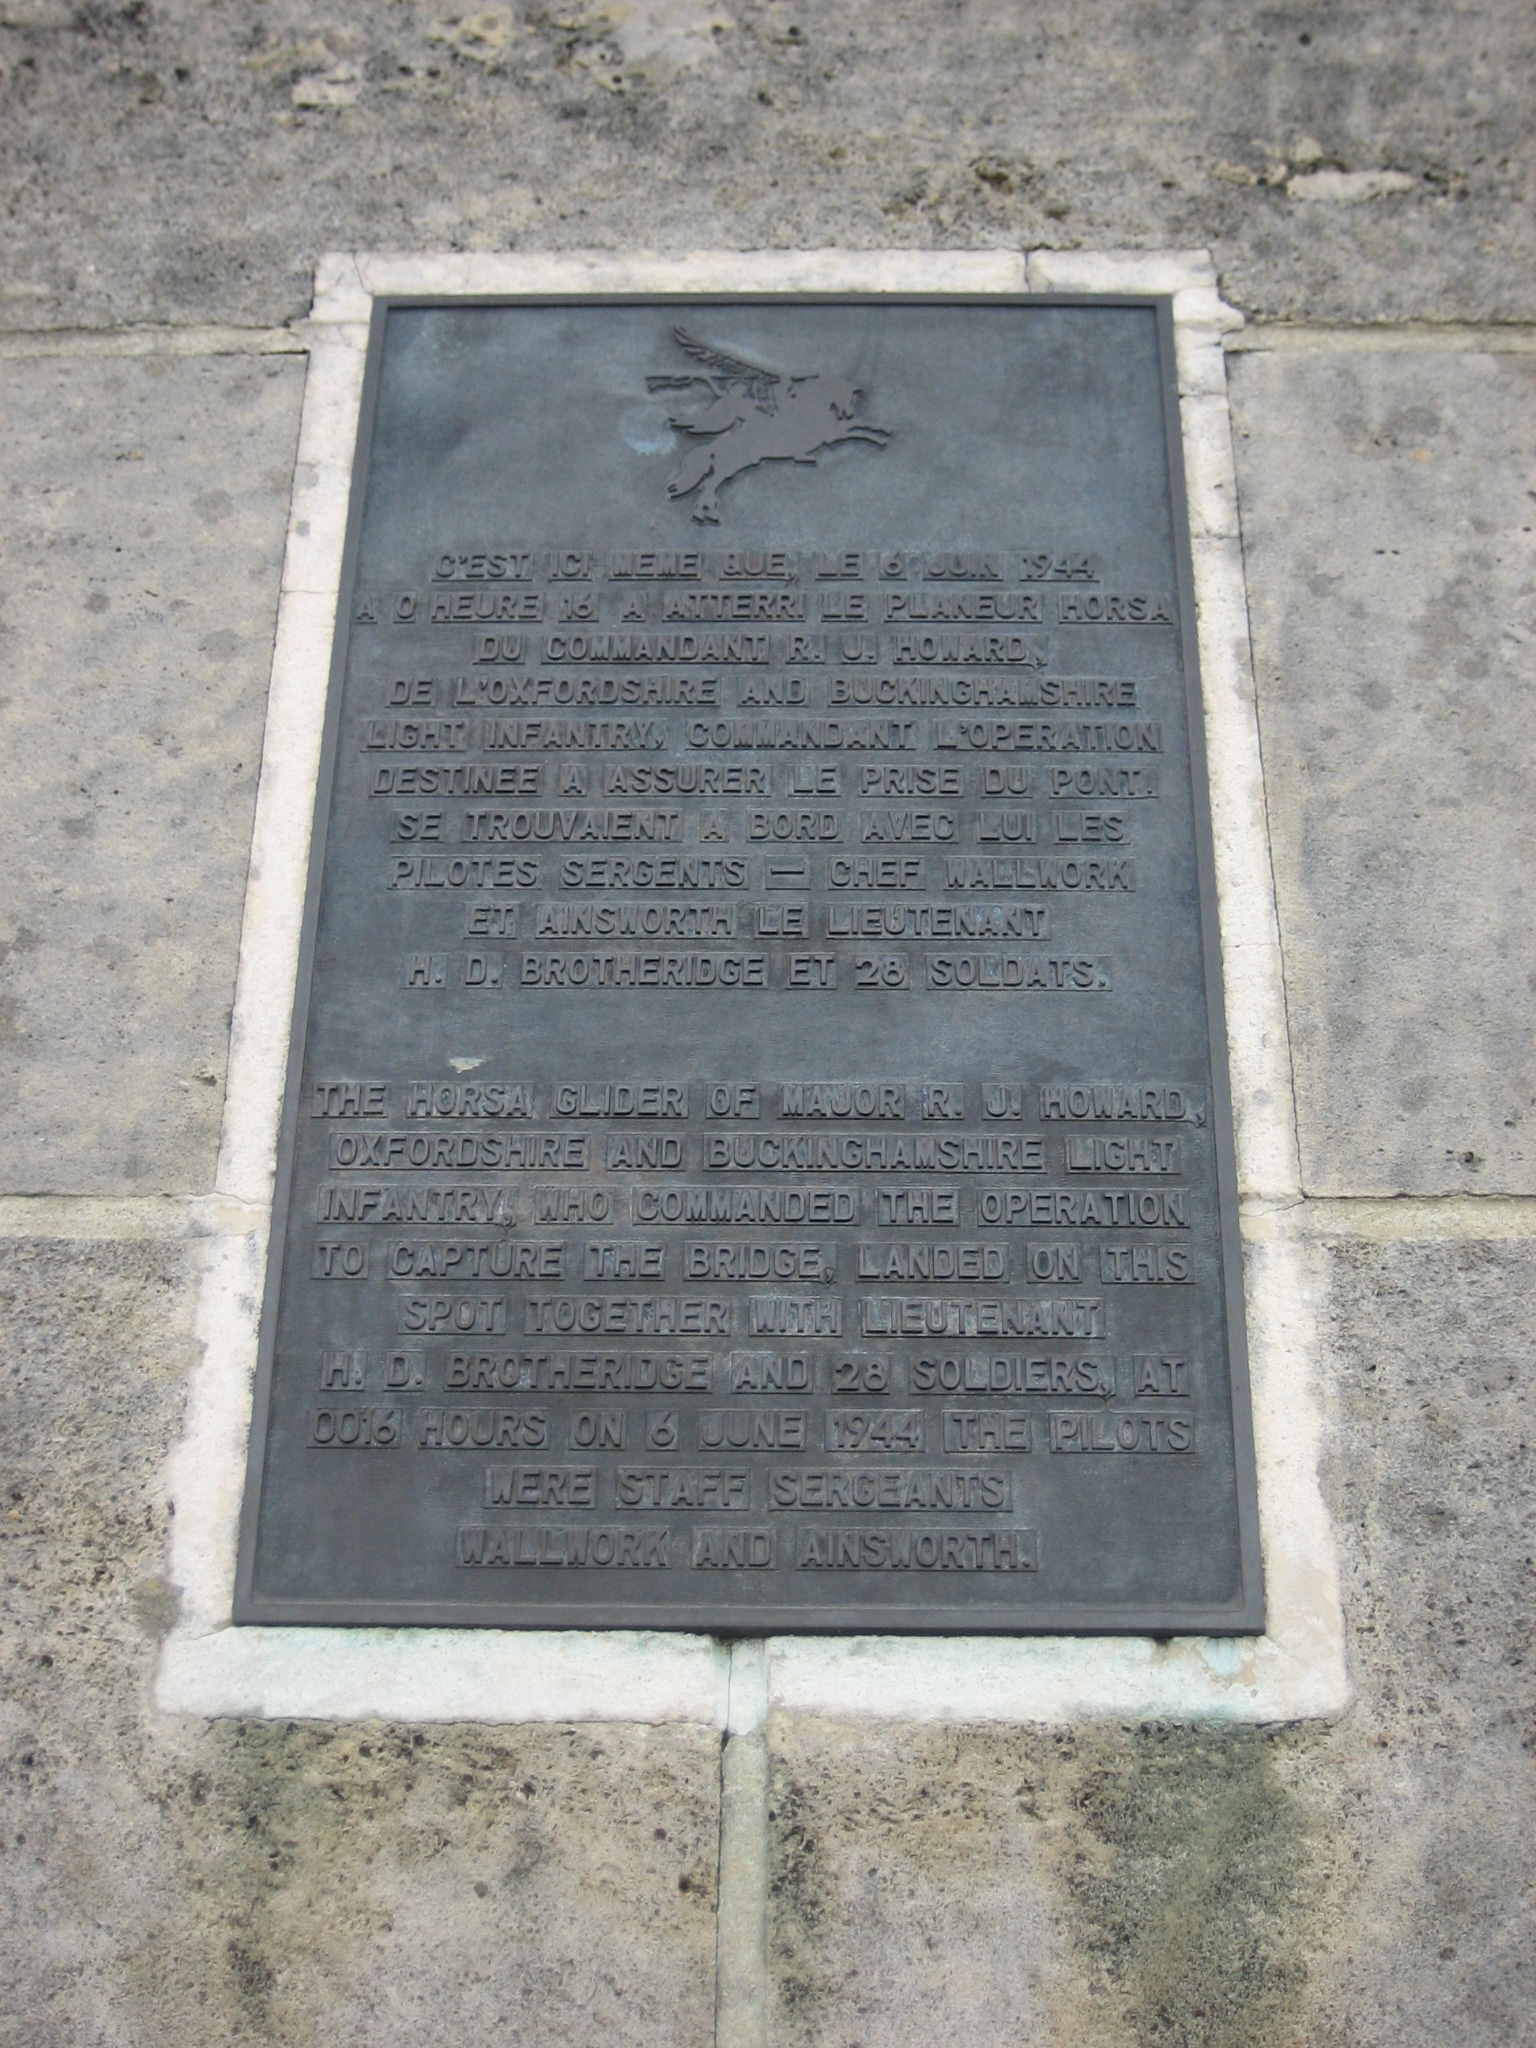 C'EST ICI MEME QUE, LE 6 JUIN 1944
A 0 HEURE 16 A ATTERRI LE PLANEUR HORSA
DU COMMANDANT R. J. HOWARD,
DE L'OXFORDSHIRE AND BUCKINGHAMSHIRE
LIGHT INFANTRY, COMMANDANT L'OPERATION
DESTINEE A ASSURER LE PRISE DU PONT.
SE TROUVAIENT A BORD AVEC LUI LES
PILOTES SERGENTS — CHEF WALLWORK
ET AINSWORTH LE LIEUTENANT
H. D. BROTHERIDGE ET 28 SOLDATS.
THE HORSA GLIDER OF MAJOR R. J. HOWARD,
OXFORDSHIRE AND BUCKINGHAMSHIRE LIGHT
INFANTRY, WHO COMMANDED THE OPERATION
TO CAPTURE THE BRIDGE, LANDED ON THIS
SPOT TOGETHER WITH LIEUTENANT
H. D. BROTHERIDGE AND 28 SOLDIERS, AT
0016 HOURS ON 6 JUNE 1944 THE PILOTS
WERE STAFF SERGEANTS
WALLWORK AND AINSWORTH.